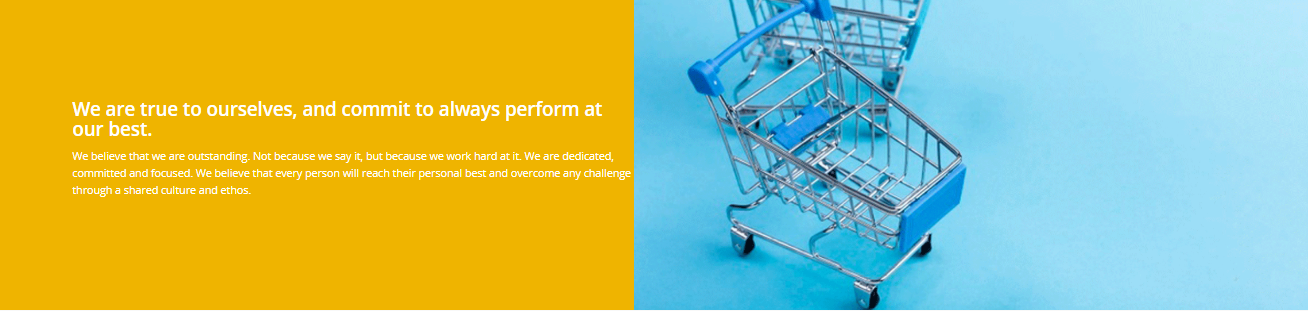 We are true to ourselves, and commit to always perform at
our best.
We believe that we are outstanding. Not because we say it, but because we work hard at it. We are dedicated,
committed and focused. We believe that every person will reach their personal best and overcome any challenge
through a shared culture and ethos.